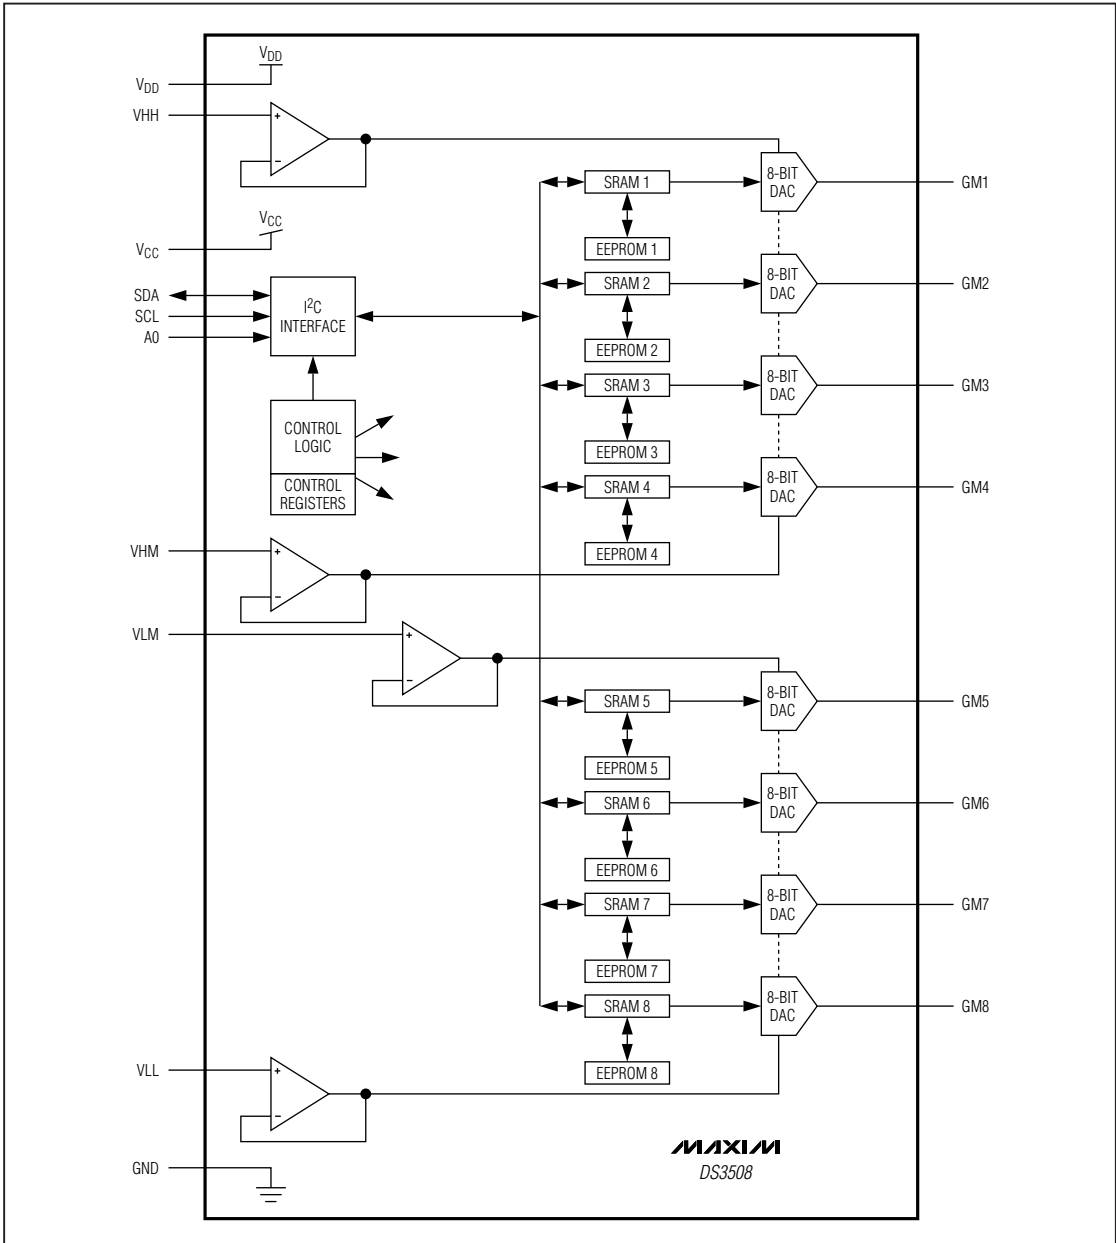 VDD
VDD
VHH
+
−
8-BIT
DAC
GM1
SRAM 1
EEPROM 1
VCC
VCC
SDA
SCL
A0
I²C
INTERFACE
8-BIT
DAC
GM2
SRAM 2
EEPROM 2
8-BIT
DAC
GM3
SRAM 3
EEPROM 3
CONTROL
LOGIC
CONTROL
REGISTERS
8-BIT
DAC
GM4
SRAM 4
EEPROM 4
VHM
+
−
VLM
+
−
8-BIT
DAC
GM5
SRAM 5
EEPROM 5
8-BIT
DAC
GM6
SRAM 6
EEPROM 6
8-BIT
DAC
GM7
SRAM 7
EEPROM 7
8-BIT
DAC
GM8
SRAM 8
EEPROM 8
VLL
+
−
MAXIM
DS3508
GND